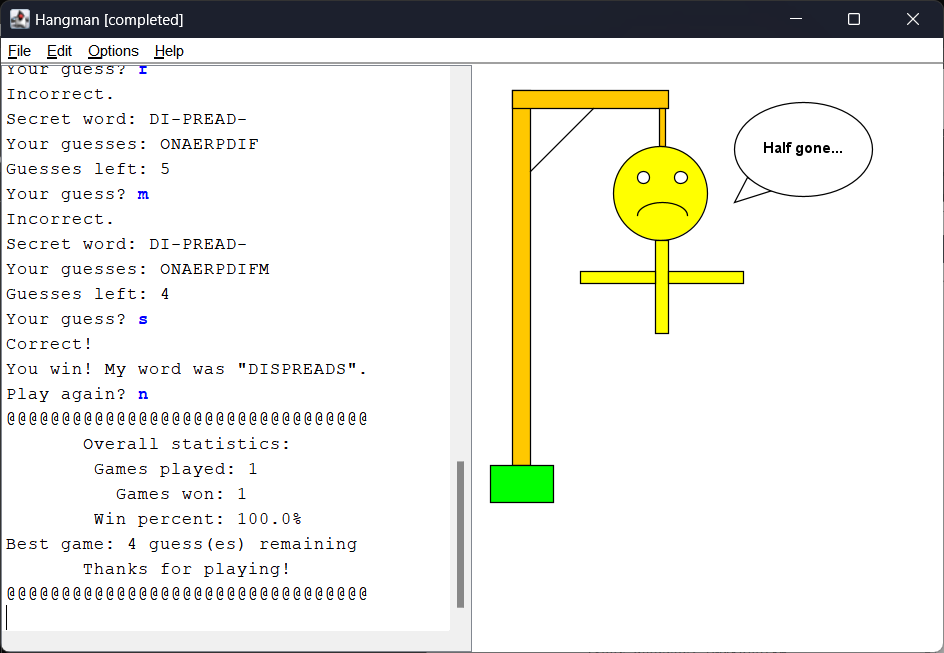 Hangman [completed]
File Edit Options Help
Your guess? f
Incorrect.
Secret word: DI-PREAD-
Your guesses: ONAERPDIF
Guesses left: 5
Your guess? m
Incorrect.
Secret word: DI-PREAD-
Your guesses: ONAERPDIFM
Guesses left: 4
Your guess? s
Correct!
You win! My word was "DISPREADS".
Play again? n
@@@@@@@@@@@@@@@@@@@@@@@@@@@@@@@@@
Overall statistics:
Games played: 1
Games won: 1
Win percent: 100.0%
Best game: 4 guess(es) remaining
Thanks for playing!
@@@@@@@@@@@@@@@@@@@@@@@@@@@@@@@@@
Half gone...